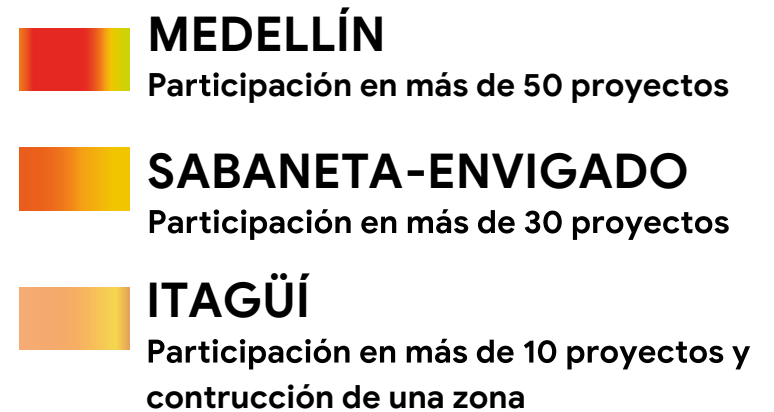 MEDELLÍN
Participación en más de 50 proyectos
SABANETA-ENVIGADO
Participación en más de 30 proyectos
ITAGÜÍ
Participación en más de 10 proyectos y
contrucción de una zona